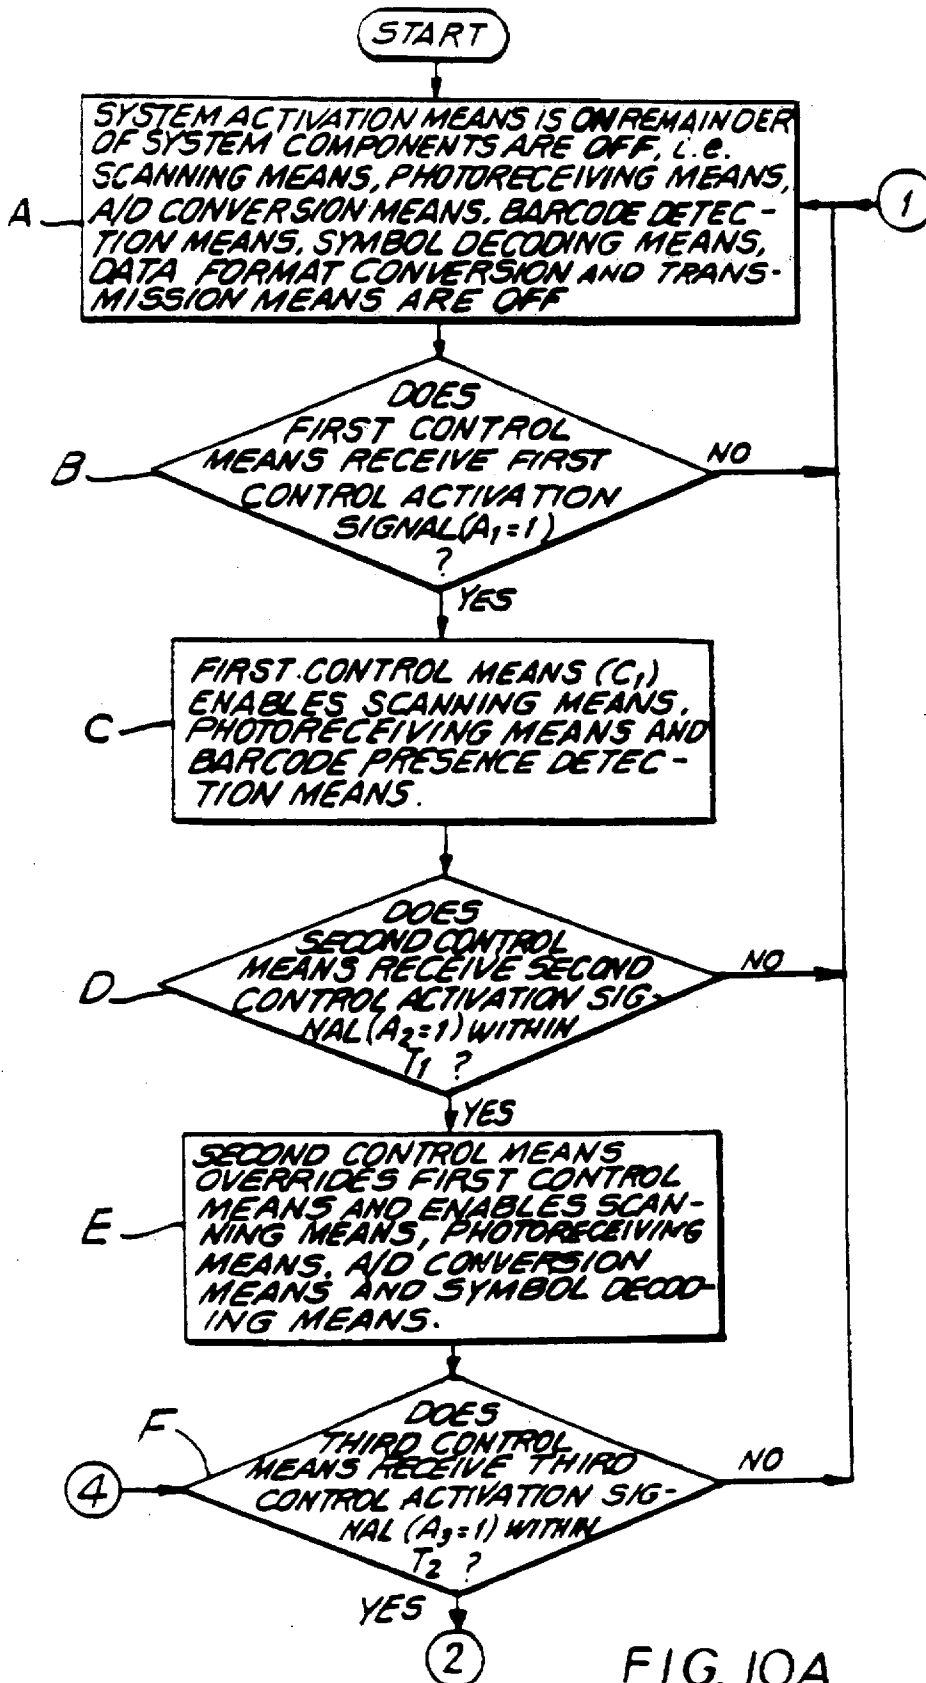 START
SYSTEM ACTIVATION MEANS IS ON REMAINDER
OF SYSTEM COMPONENTS ARE OFF, i.e.
SCANNING MEANS, PHOTORECEIVING MEANS,
A/D CONVERSION MEANS, BARCODE DETEC-
TION MEANS, SYMBOL DECODING MEANS,
DATA FORMAT CONVERSION AND TRANS-
MISSION MEANS ARE OFF
A
1
DOES
FIRST CONTROL
MEANS RECEIVE FIRST
CONTROL ACTIVATION
SIGNAL (A₁=1)
?
B
NO
YES
FIRST CONTROL MEANS (C₁)
ENABLES SCANNING MEANS,
PHOTORECEIVING MEANS AND
BARCODE PRESENCE DETEC-
TION MEANS.
C
DOES
SECOND CONTROL
MEANS RECEIVE SECOND
CONTROL ACTIVATION SIG-
NAL (A₂=1) WITHIN
T₁ ?
D
NO
YES
SECOND CONTROL MEANS
OVERRIDES FIRST CONTROL
MEANS AND ENABLES SCAN-
NING MEANS, PHOTORECEIVING
MEANS, A/D CONVERSION
MEANS AND SYMBOL DECOD-
ING MEANS.
E
DOES
THIRD CONTROL
MEANS RECEIVE THIRD
CONTROL ACTIVATION SIG-
NAL (A₃=1) WITHIN
T₂ ?
F
4
NO
YES
2
FIG. 10A